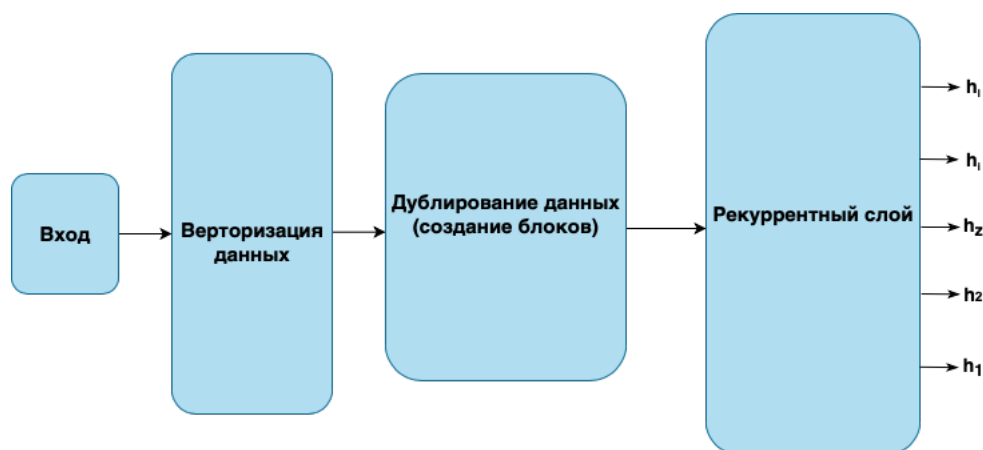 Вход
Верторизация
данных
Дублирование данных
(создание блоков)
Рекуррентный слой
hₗ
hₗ
h_z
h₂
h₁